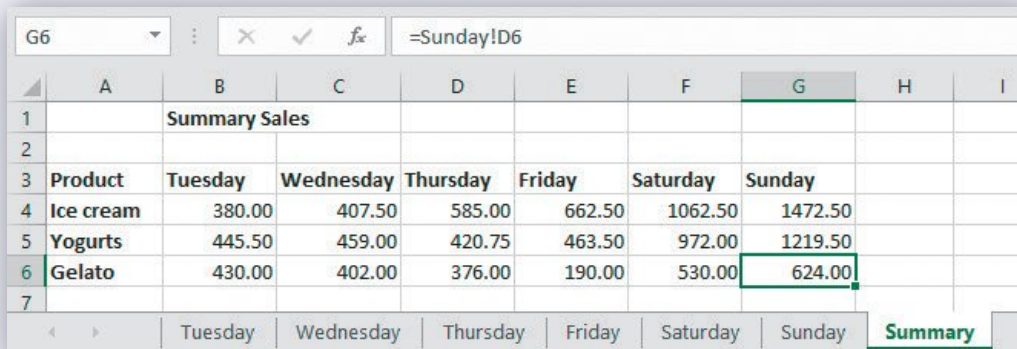 G6 fx =Sunday!D6
A B C D E F G H I
1 Summary Sales
2
3 Product Tuesday Wednesday Thursday Friday Saturday Sunday
4 Ice cream 380.00 407.50 585.00 662.50 1062.50 1472.50
5 Yogurts 445.50 459.00 420.75 463.50 972.00 1219.50
6 Gelato 430.00 402.00 376.00 190.00 530.00 624.00
7
Tuesday Wednesday Thursday Friday Saturday Sunday Summary